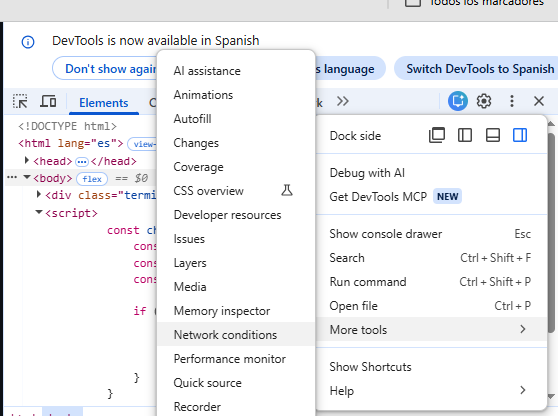 Todos los marcadores
DevTools is now available in Spanish
Don't show again
s language
Switch DevTools to Spanish
Elements
AI assistance
Animations
Autofill
Changes
Coverage
CSS overview
Developer resources
Issues
Layers
Media
Memory inspector
Network conditions
Performance monitor
Quick source
Recorder
Dock side
Debug with AI
Get DevTools MCP NEW
Show console drawer Esc
Search Ctrl + Shift + F
Run command Ctrl + Shift + P
Open file Ctrl + P
More tools
Show Shortcuts
Help
<!DOCTYPE html>
<html lang="es">
<head> </head>
<body> flex == $0
<div class="termi
<script>
const ch
cons
cons
cons
if (
}
}